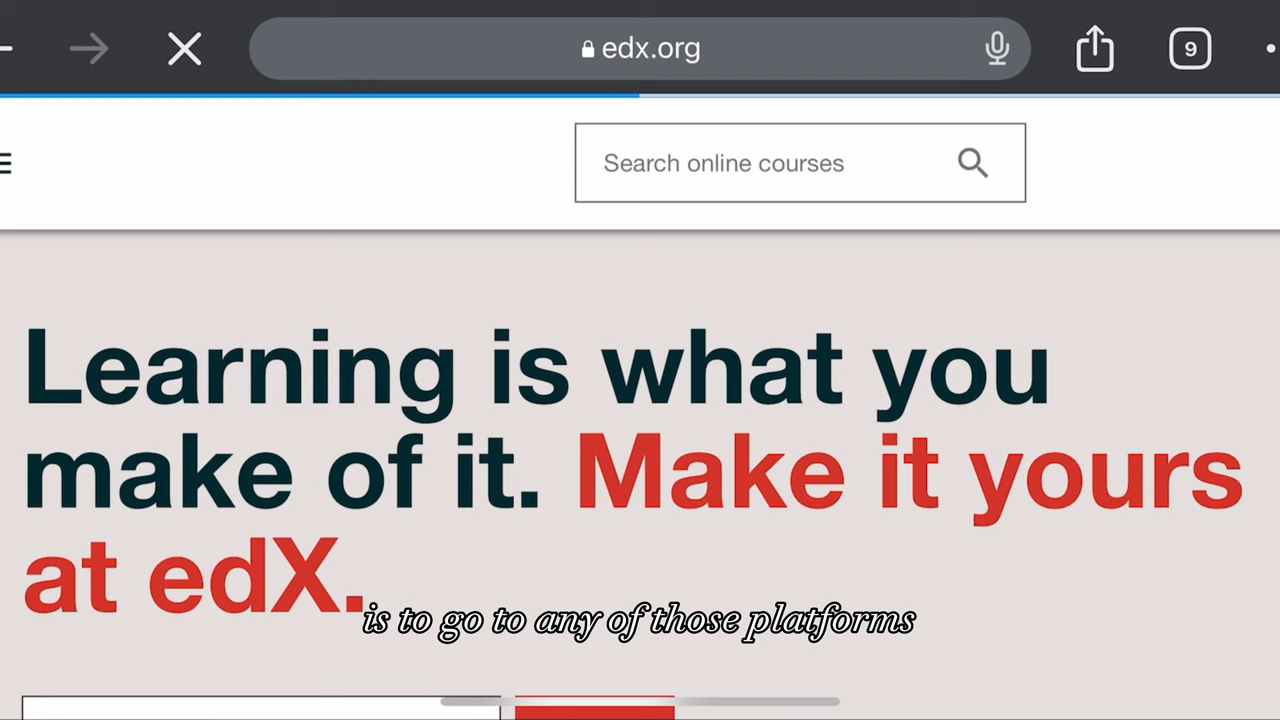 edx.org
9
Search online courses
Learning is what you
make of it. Make it yours
at edX.
is to go to any of those platforms